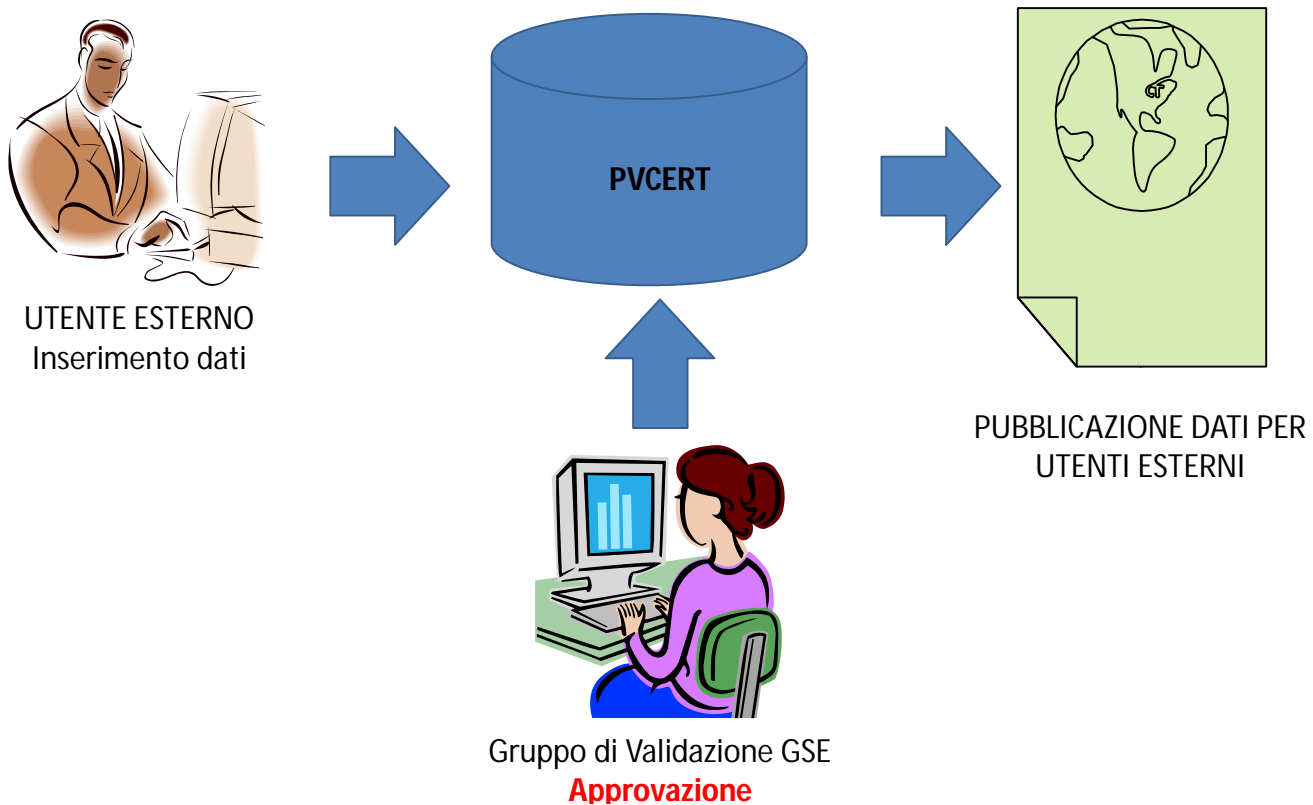 PVCERT
UTENTE ESTERNO
Inserimento dati
PUBBLICAZIONE DATI PER
UTENTI ESTERNI
Gruppo di Validazione GSE
Approvazione